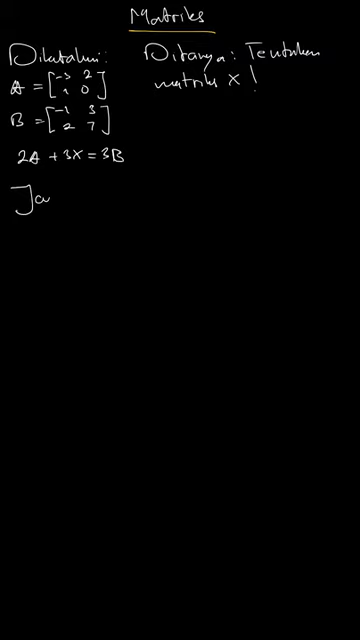 Matriks
Diketahui:
A = [-3 2
1 0]
B = [-1 3
2 7]
2A + 3X = 3B
Ditanya: Tentukan
matriks X!
Ja